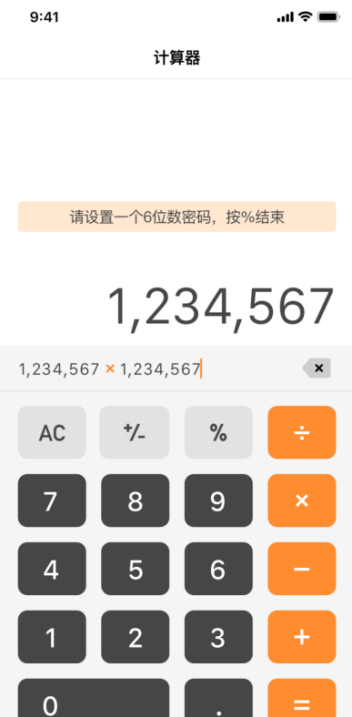 9:41
计算器
请设置一个6位数密码，按%结束
1,234,567
1,234,567 × 1,234,567
AC +/- % ÷
7 8 9 ×
4 5 6 −
1 2 3 +
0 . =